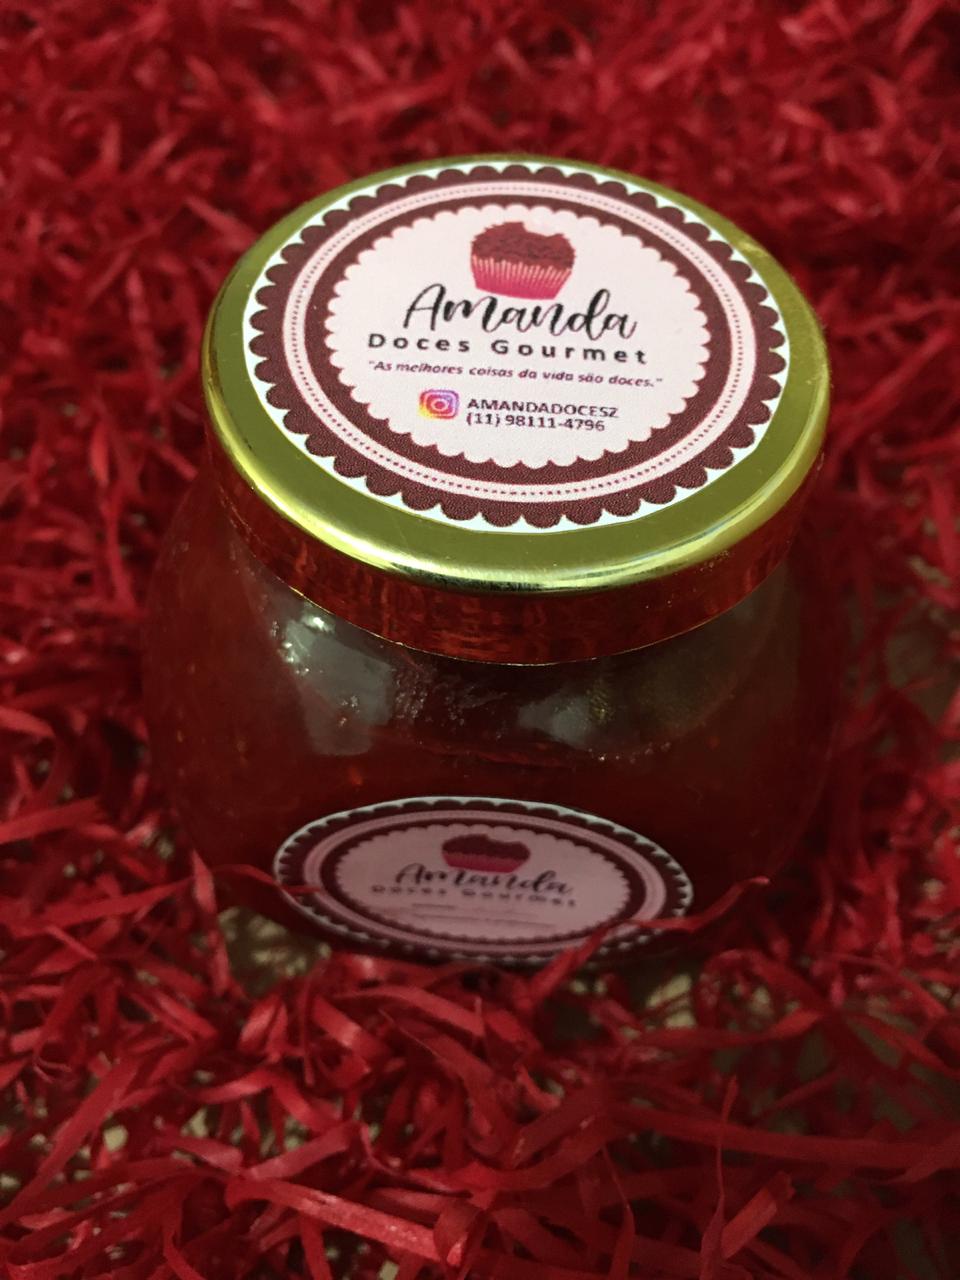 Amanda
Doces Gourmet
"As melhores coisas da vida são doces."
AMANDADOCESZ
(11) 98111-4796
Amanda
Doces Gourmet